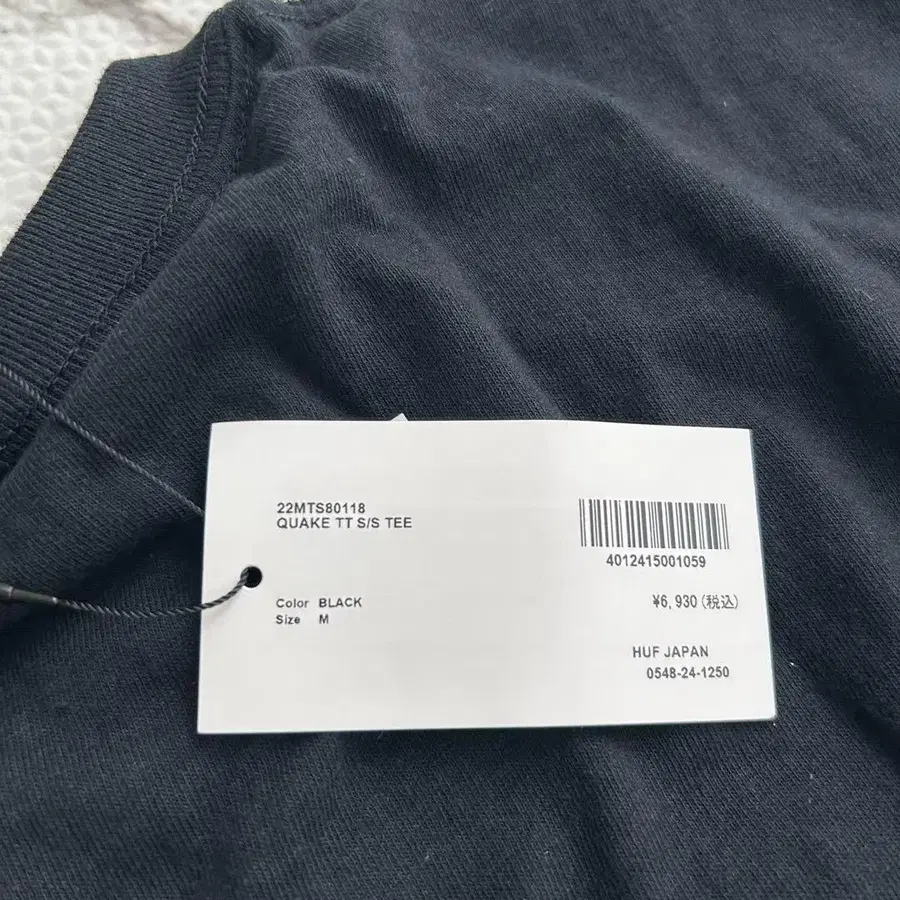 22MTS80118
QUAKE TT S/S TEE
4012415001059
Color BLACK
Size M
¥6,930(税込)
HUF JAPAN
0548-24-1250